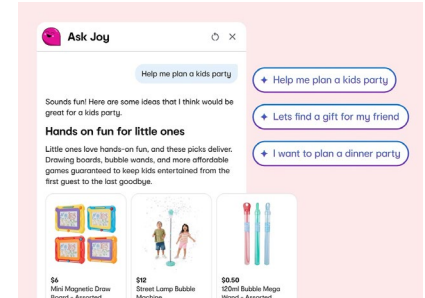 Ask Joy
Help me plan a kids party
Sounds fun! Here are some ideas that I think would be
great for a kids party.
Hands on fun for little ones
Little ones love hands-on fun, and these picks deliver.
Drawing boards, bubble wands, and more affordable
games guaranteed to keep kids entertained from the
first guest to the last goodbye.
$6
Mini Magnetic Draw
Board - Assorted
$12
Street Lamp Bubble
Machine
$0.50
120ml Bubble Mega
Wand - Assorted
Help me plan a kids party
Lets find a gift for my friend
I want to plan a dinner party